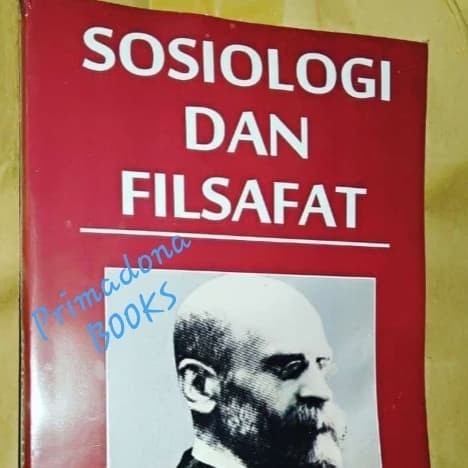 SOSIOLOGI
DAN
FILSAFAT
Primadona
BOOKS